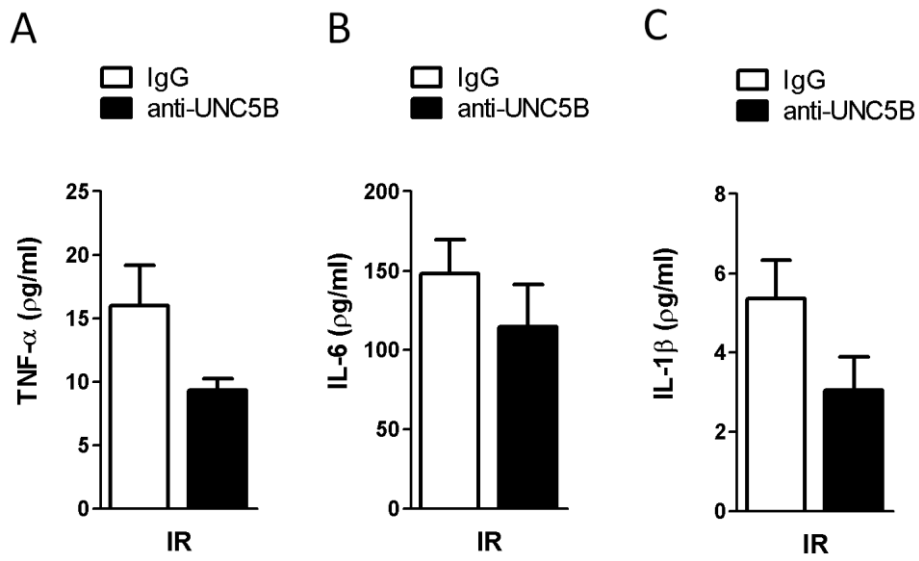 A
IgG
anti-UNC5B
TNF-α (ρg/ml)
25
20
15
10
5
0
IR
B
IgG
anti-UNC5B
IL-6 (ρg/ml)
200
150
100
50
0
IR
C
IgG
anti-UNC5B
IL-1β (ρg/ml)
8
6
4
2
0
IR